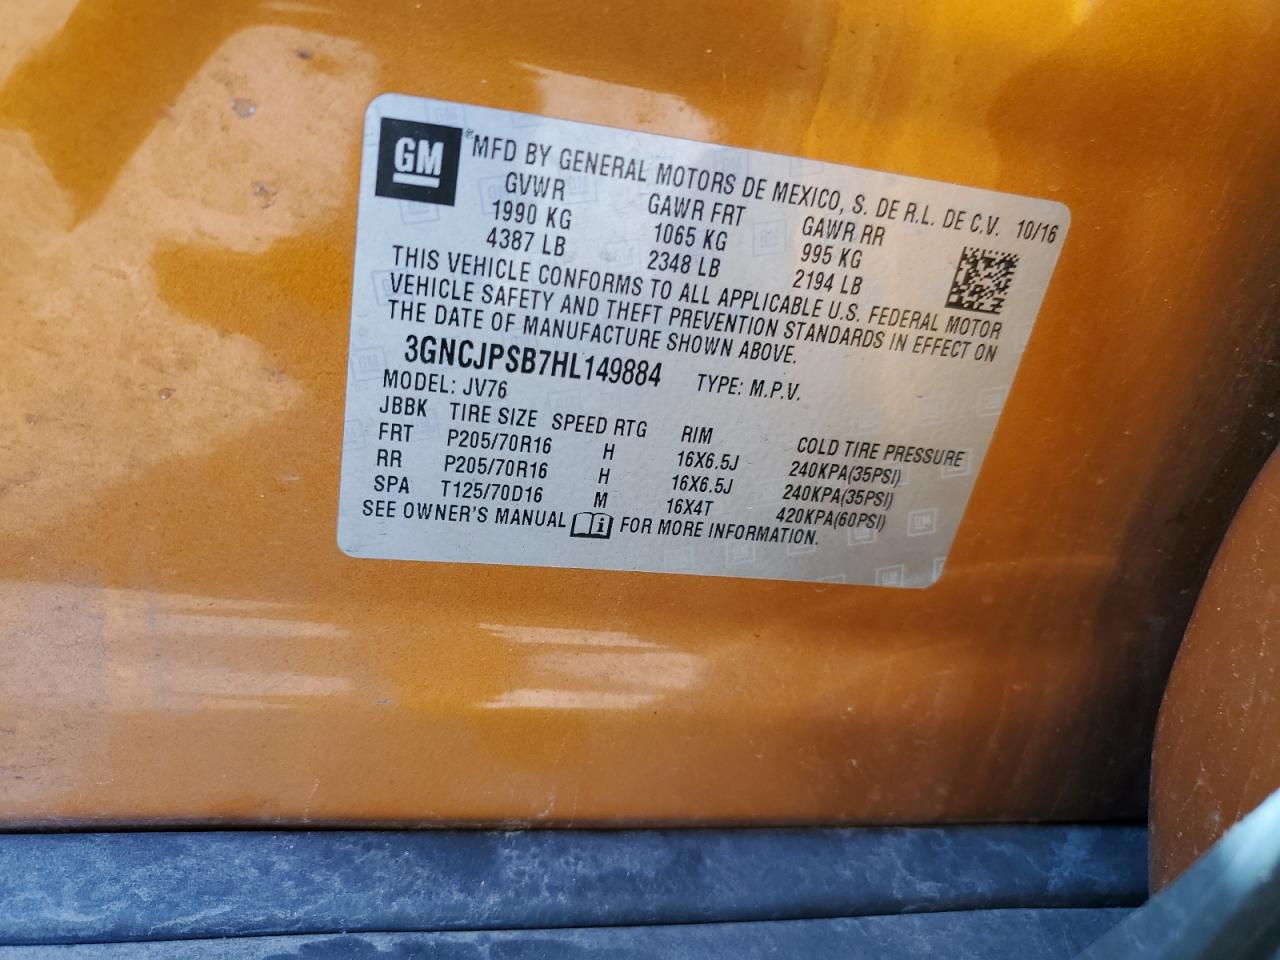 GM ® MFD BY GENERAL MOTORS DE MEXICO, S. DE R.L. DE C.V. 10/16
GVWR GAWR FRT GAWR RR
1990 KG 1065 KG 995 KG
4387 LB 2348 LB 2194 LB
THIS VEHICLE CONFORMS TO ALL APPLICABLE U.S. FEDERAL MOTOR
VEHICLE SAFETY AND THEFT PREVENTION STANDARDS IN EFFECT ON
THE DATE OF MANUFACTURE SHOWN ABOVE.
3GNCJPSB7HL149884 TYPE: M.P.V.
MODEL: JV76
JBBK TIRE SIZE SPEED RTG RIM COLD TIRE PRESSURE
FRT P205/70R16 H 16X6.5J 240KPA(35PSI)
RR P205/70R16 H 16X6.5J 240KPA(35PSI)
SPA T125/70D16 M 16X4T 420KPA(60PSI)
SEE OWNER'S MANUAL FOR MORE INFORMATION.